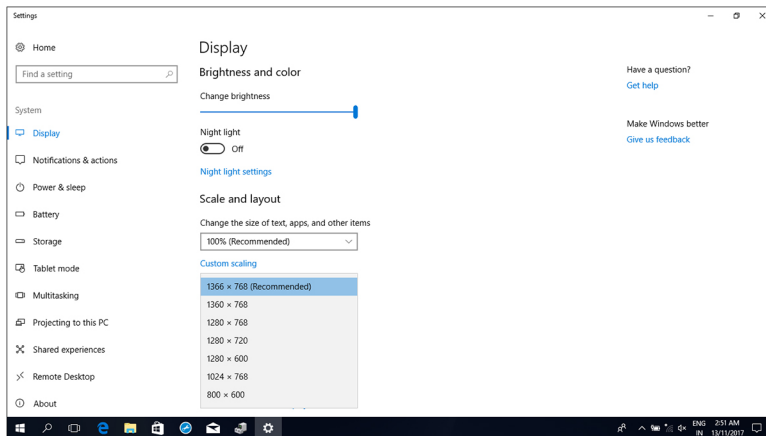 Settings
Home
Find a setting
System
Display
Notifications & actions
Power & sleep
Battery
Storage
Tablet mode
Multitasking
Projecting to this PC
Shared experiences
Remote Desktop
About
Display
Brightness and color
Change brightness
Night light
Off
Night light settings
Scale and layout
Change the size of text, apps, and other items
100% (Recommended)
Custom scaling
1366 × 768 (Recommended)
1360 × 768
1280 × 768
1280 × 720
1280 × 600
1024 × 768
800 × 600
Have a question?
Get help
Make Windows better
Give us feedback
ENG 2:51 AM
IN 13/11/2017